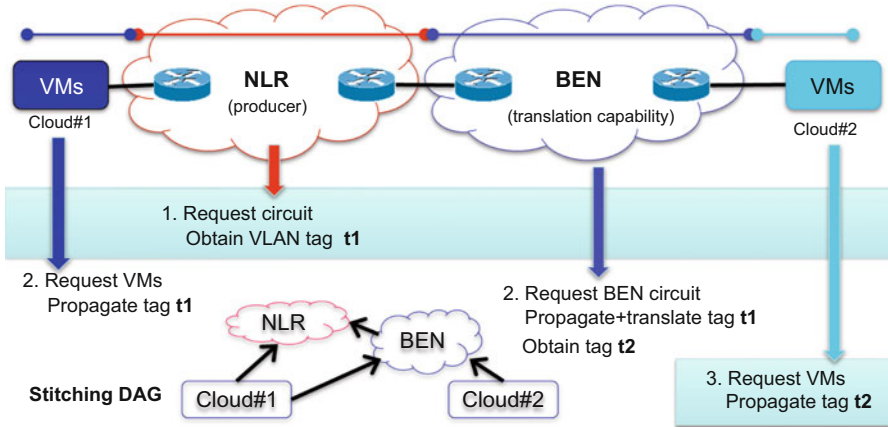 VMs
NLR
BEN
VMs
(producer)
(translation capability)
Cloud#1
Cloud#2
1. Request circuit
Obtain VLAN tag t1
2. Request VMs
Propagate tag t1
2. Request BEN circuit
Propagate+translate tag t1
Obtain tag t2
NLR
BEN
Stitching DAG
Cloud#1
Cloud#2
3. Request VMs
Propagate tag t2